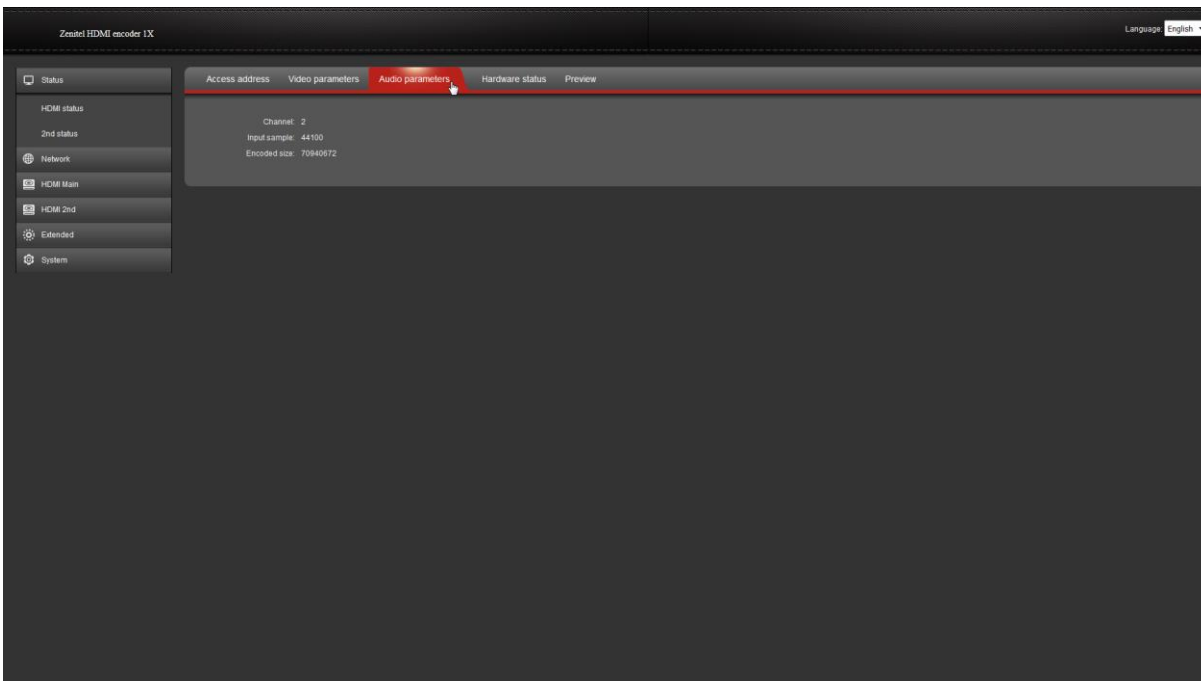 Zenitel HDMI encoder 1X
Language: English
Status
HDMI status
2nd status
Network
HDMI Main
HDMI 2nd
Extended
System
Access address Video parameters Audio parameters Hardware status Preview
Channel: 2
Input sample: 44100
Encoded size: 70940672